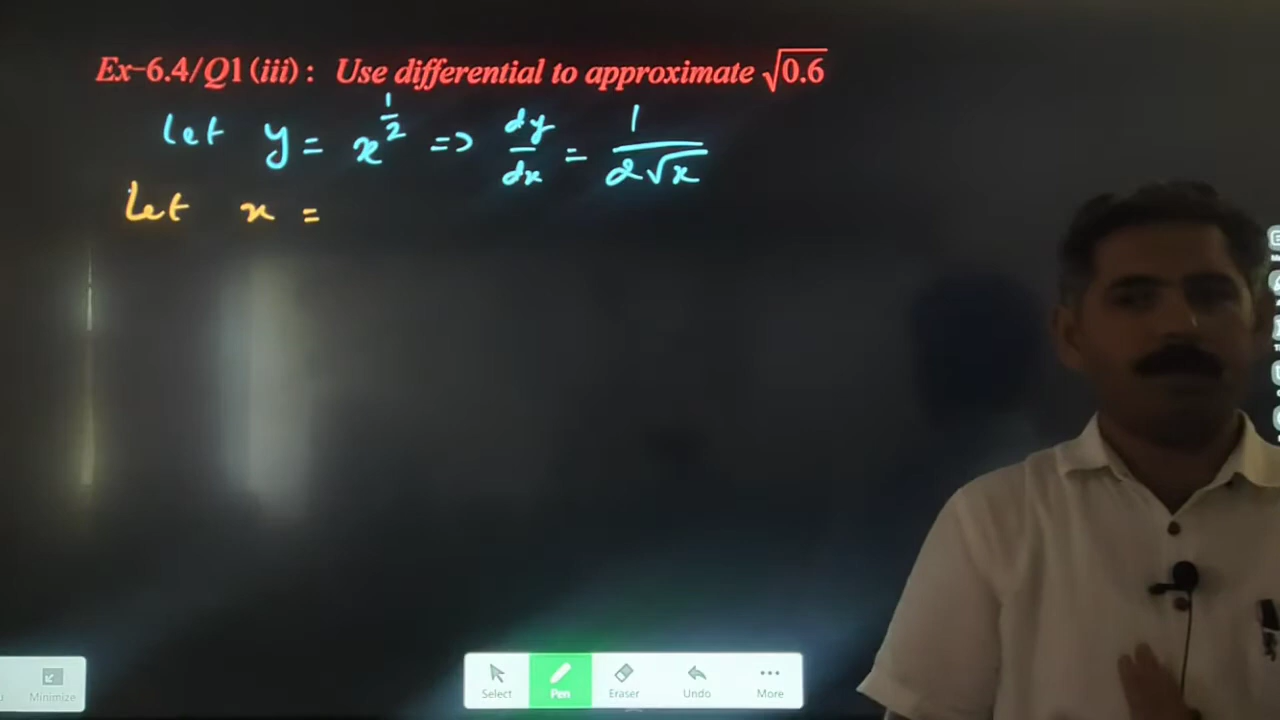 Ex-6.4/Q1 (iii) : Use differential to approximate √0.6
Let y = x^{1/2} => dy/dx = 1/(2√x)
Let x =
Minimize
Select Pen Eraser Undo More